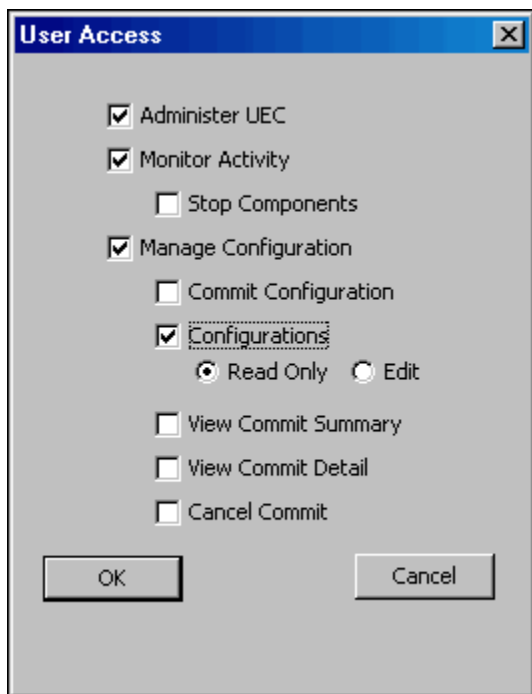 User Access
Administer UEC
Monitor Activity
Stop Components
Manage Configuration
Commit Configuration
Configurations
Read Only Edit
View Commit Summary
View Commit Detail
Cancel Commit
OK Cancel